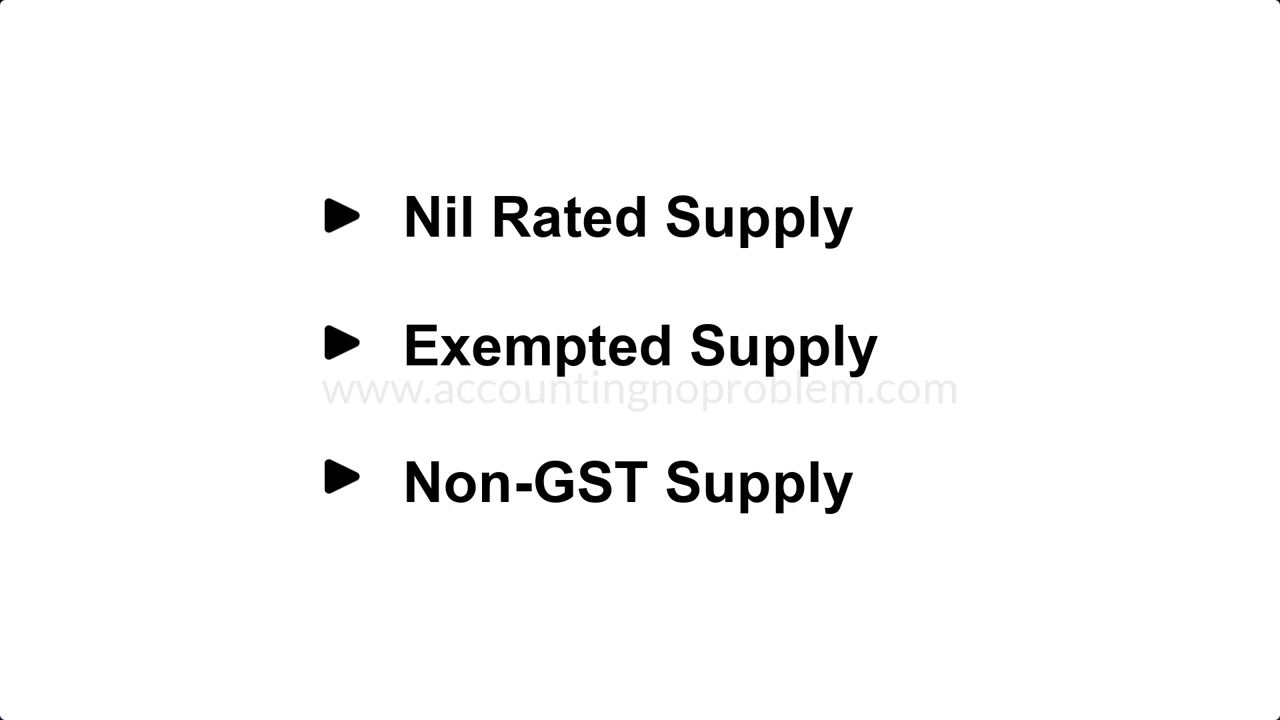 Nil Rated Supply
Exempted Supply
www.accountingnoproblem.com
Non-GST Supply